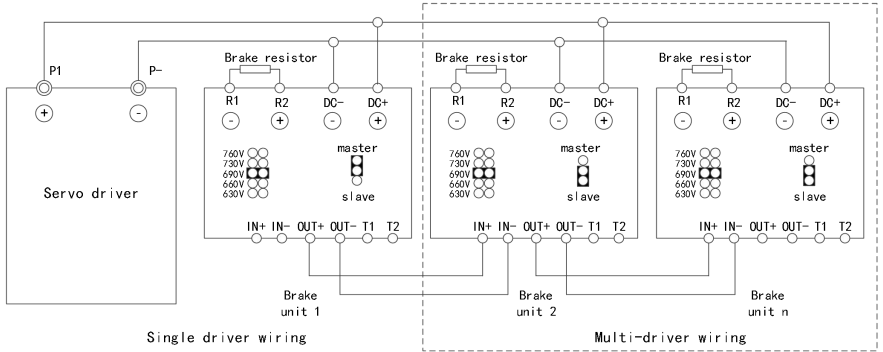 P1 P-
+ -
Servo driver
Brake resistor
R1 R2 DC- DC+
- + - +
760V
730V
690V
660V
630V
master
slave
IN+ IN- OUT+ OUT- T1 T2
Brake
unit 1
Brake resistor
R1 R2 DC- DC+
- + - +
760V
730V
690V
660V
630V
master
slave
IN+ IN- OUT+ OUT- T1 T2
Brake
unit 2
Brake resistor
R1 R2 DC- DC+
- + - +
760V
730V
690V
660V
630V
master
slave
IN+ IN- OUT+ OUT- T1 T2
Brake
unit n
Single driver wiring
Multi-driver wiring